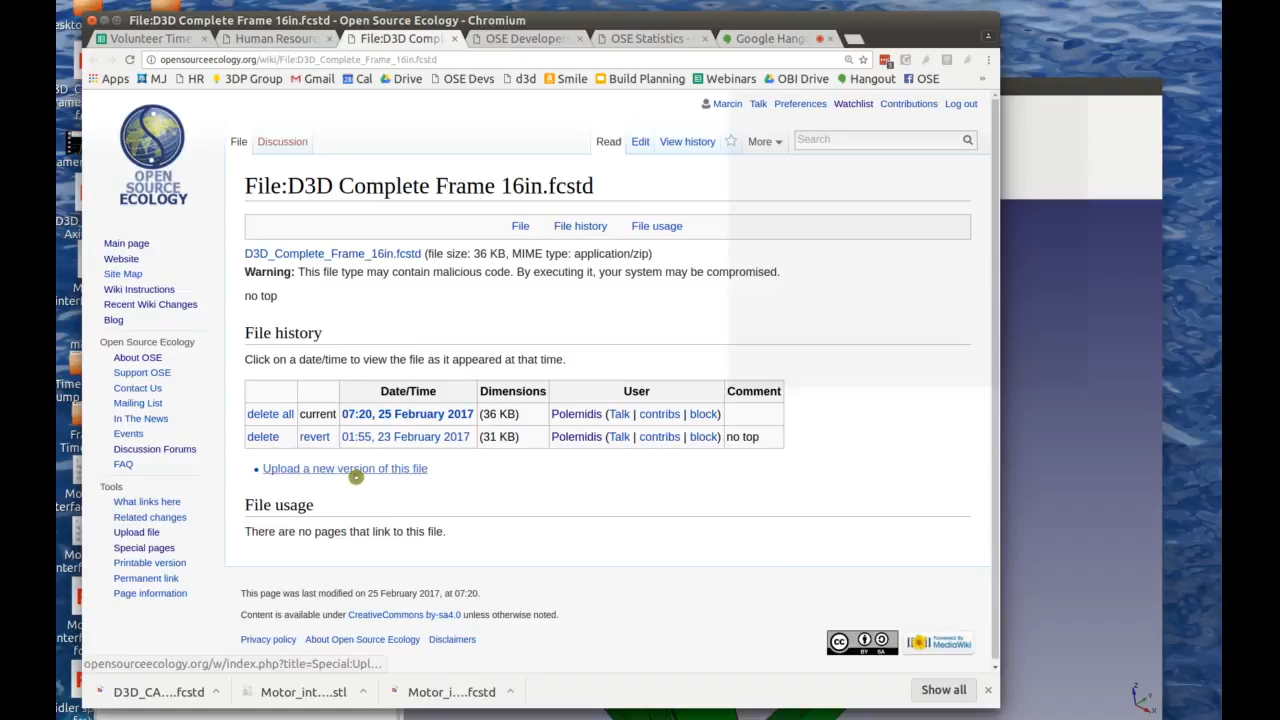 File:D3D Complete Frame 16in.fcstd - Open Source Ecology - Chromium
Volunteer Time Human Resourc File:D3D Compl OSE Develope OSE Statistics - Google Hang
opensourceecology.org/wiki/File:D3D_Complete_Frame_16in.fcstd
Apps MJ HR 3DP Group Gmail Cal Drive OSE Devs d3d Smile Build Planning Webinars OBI Drive Hangout OSE »
Marcin Talk Preferences Watchlist Contributions Log out
File Discussion Read Edit View history More Search
OPEN
SOURCE
ECOLOGY
File:D3D Complete Frame 16in.fcstd
File File history File usage
D3D_Complete_Frame_16in.fcstd (file size: 36 KB, MIME type: application/zip)
Warning: This file type may contain malicious code. By executing it, your system may be compromised.
no top
File history
Click on a date/time to view the file as it appeared at that time.
Date/Time Dimensions User Comment
delete all current 07:20, 25 February 2017 (36 KB) Polemidis (Talk | contribs | block)
delete revert 01:55, 23 February 2017 (31 KB) Polemidis (Talk | contribs | block) no top
Upload a new version of this file
File usage
There are no pages that link to this file.
Main page
Website
Site Map
Wiki Instructions
Recent Wiki Changes
Blog
Open Source Ecology
About OSE
Support OSE
Contact Us
Mailing List
In The News
Events
Discussion Forums
FAQ
Tools
What links here
Related changes
Upload file
Special pages
Printable version
Permanent link
Page information
This page was last modified on 25 February 2017, at 07:20.
Content is available under CreativeCommons by-sa4.0 unless otherwise noted.
Privacy policy About Open Source Ecology Disclaimers
cc BY SA
Powered By
MediaWiki
opensourceecology.org/w/index.php?title=Special:Upl...
D3D_CA....fcstd Motor_int....stl Motor_i....fcstd Show all
Z
Y
X